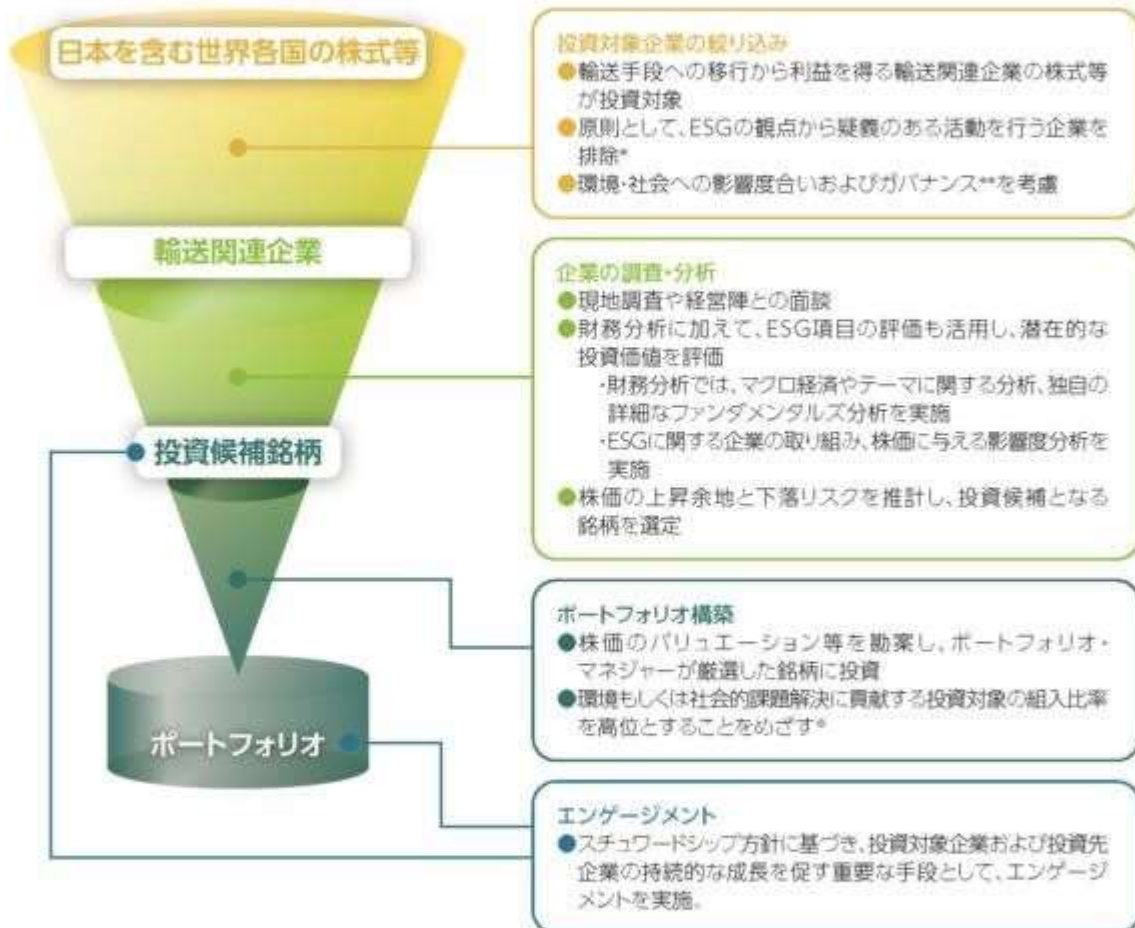 日本を含む世界各国の株式等
投資対象企業の絞り込み
●輸送手段への移行から利益を得る輸送関連企業の株式等
が投資対象
●原則として、ESGの観点から疑義のある活動を行う企業を
排除*
●環境・社会への影響度合いおよびガバナンス**を考慮
輸送関連企業
企業の調査・分析
●現地調査や経営陣との面談
●財務分析に加えて、ESG項目の評価も活用し、潜在的な
投資価値を評価
・財務分析では、マクロ経済やテーマに関する分析、独自の
詳細なファンダメンタルズ分析を実施
・ESGに関する企業の取り組み、株価に与える影響度分析を
実施
●株価の上昇余地と下落リスクを推計し、投資候補となる
銘柄を選定
投資候補銘柄
ポートフォリオ構築
●株価のバリュエーション等を勘案し、ポートフォリオ・
マネジャーが厳選した銘柄に投資
●環境もしくは社会的課題解決に貢献する投資対象の組入比率
を高位とすることをめざす*
ポートフォリオ
エンゲージメント
●スチュワードシップ方針に基づき、投資対象企業および投資先
企業の持続的な成長を促す重要な手段として、エンゲージ
メントを実施。